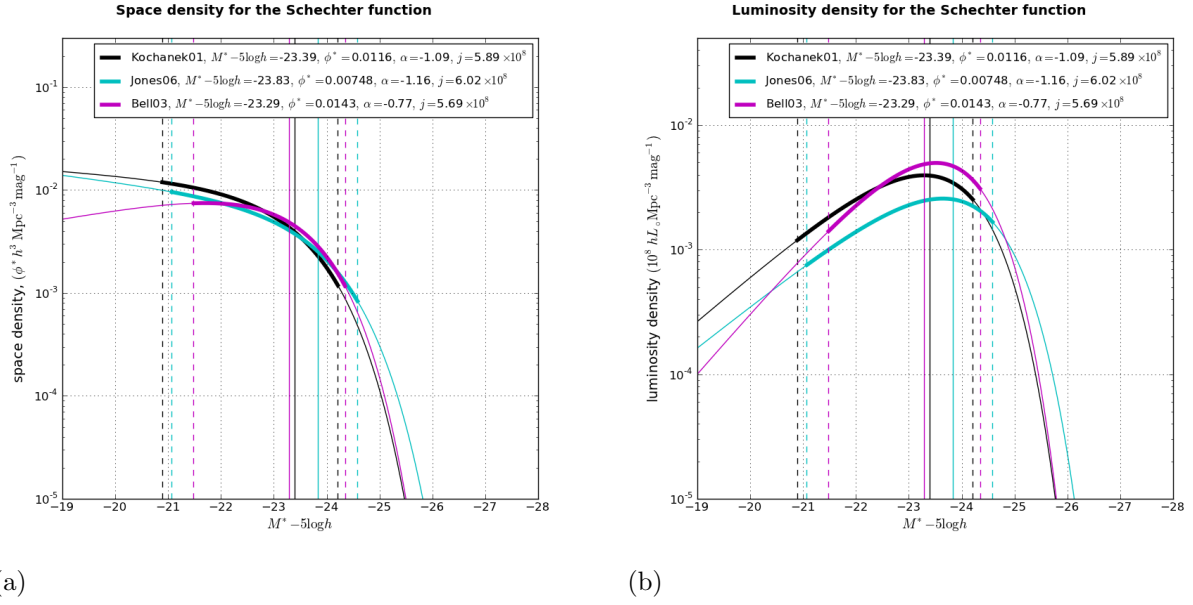 Space density for the Schechter function
Kochanek01, M* −5logh=-23.39, ϕ* =0.0116, α=-1.09, j=5.89 ×10⁸
Jones06, M* −5logh=-23.83, ϕ* =0.00748, α=-1.16, j=6.02 ×10⁸
Bell03, M* −5logh=-23.29, ϕ* =0.0143, α=-0.77, j=5.69 ×10⁸
space density, (ϕ* h³ Mpc⁻³ mag⁻¹)
10⁻¹
10⁻²
10⁻³
10⁻⁴
10⁻⁵
−19 −20 −21 −22 −23 −24 −25 −26 −27 −28
M* −5logh
(a)
Luminosity density for the Schechter function
Kochanek01, M* −5logh=-23.39, ϕ* =0.0116, α=-1.09, j=5.89 ×10⁸
Jones06, M* −5logh=-23.83, ϕ* =0.00748, α=-1.16, j=6.02 ×10⁸
Bell03, M* −5logh=-23.29, ϕ* =0.0143, α=-0.77, j=5.69 ×10⁸
luminosity density (10⁸ hL∘Mpc⁻³ mag⁻¹)
10⁻²
10⁻³
10⁻⁴
10⁻⁵
−19 −20 −21 −22 −23 −24 −25 −26 −27 −28
M* −5logh
(b)